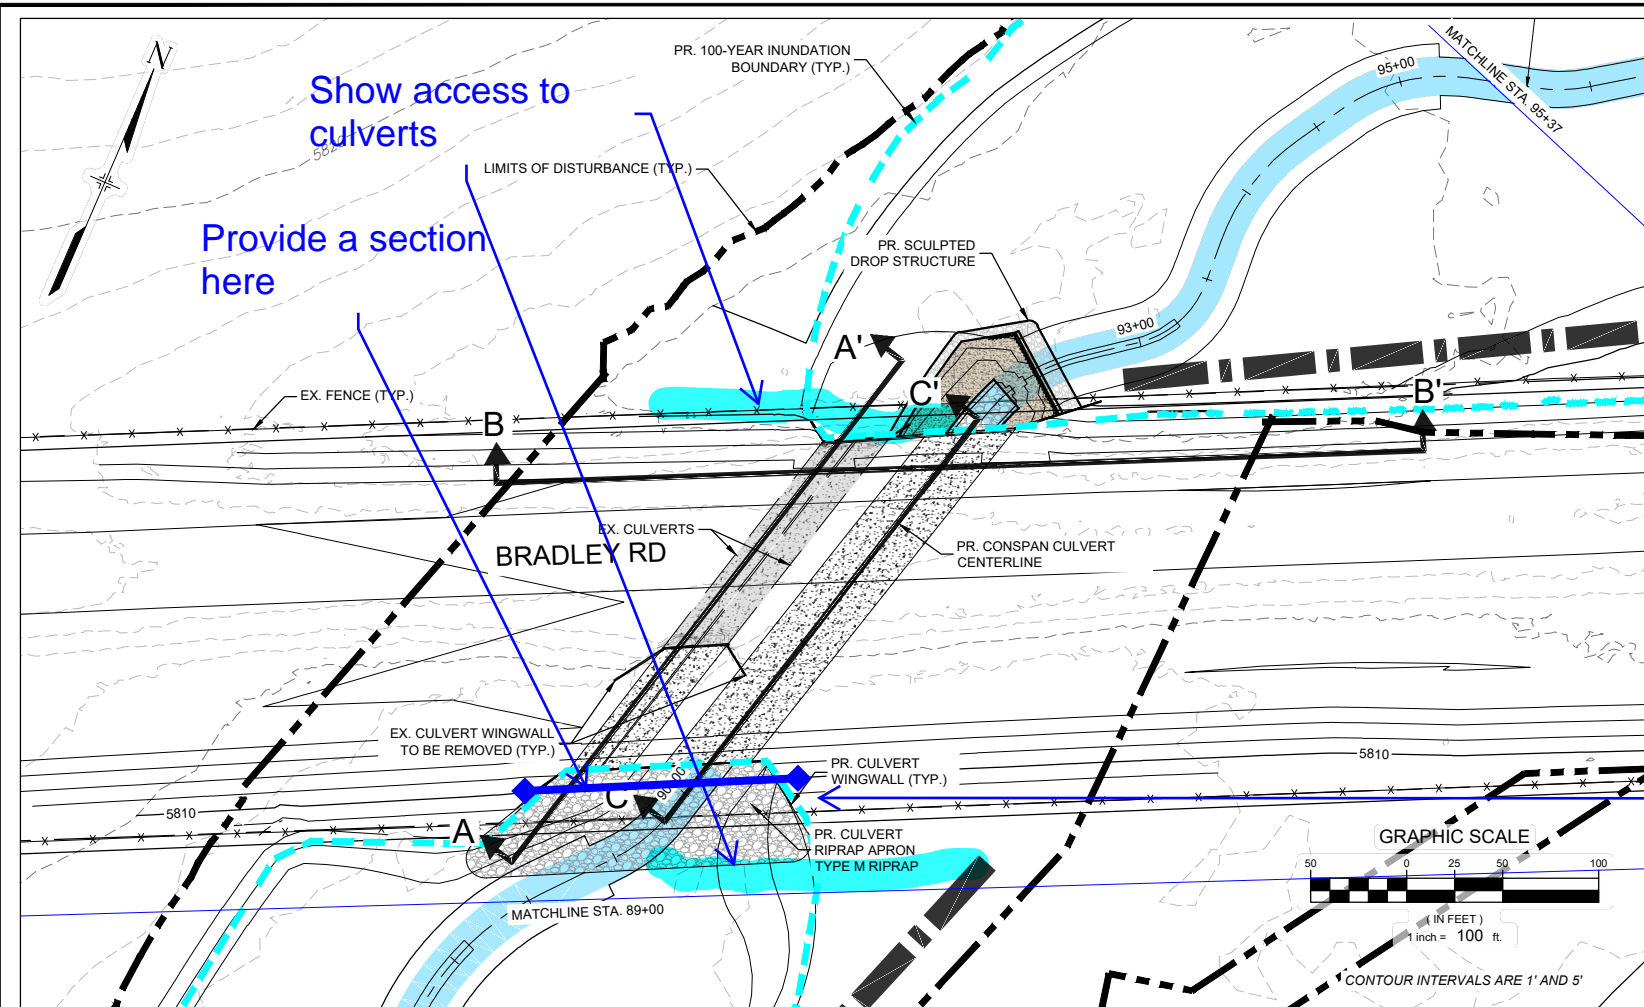 N
PR. 100-YEAR INUNDATION
BOUNDARY (TYP.)
95+00
MATCHLINE STA. 95+37
Show access to
culverts
5820
LIMITS OF DISTURBANCE (TYP.)
Provide a section
here
PR. SCULPTED
DROP STRUCTURE
93+00
A'
C'
B'
EX. FENCE (TYP.)
B
EX. CULVERTS
BRADLEY RD
PR. CONSPAN CULVERT
CENTERLINE
EX. CULVERT WINGWALL
TO BE REMOVED (TYP.)
PR. CULVERT
WINGWALL (TYP.)
5810
90+00
C
5810
A
PR. CULVERT
RIPRAP APRON
TYPE M RIPRAP
MATCHLINE STA. 89+00
GRAPHIC SCALE
50 0 25 50 100
( IN FEET )
1 inch = 100 ft.
CONTOUR INTERVALS ARE 1' AND 5'